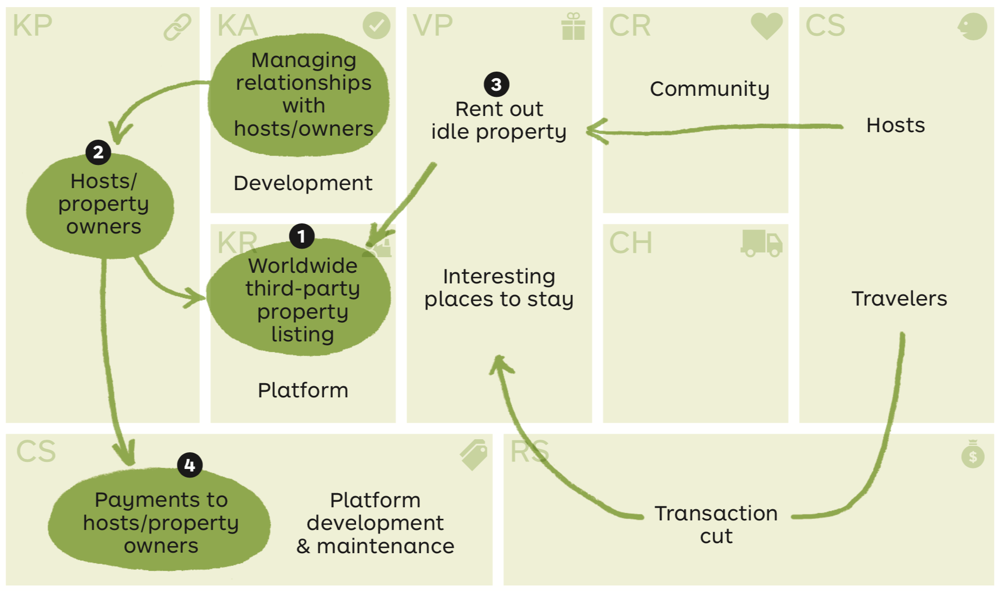 KP
KA
VP
CR
CS
Managing
relationships
with
hosts/owners
Development
2
Hosts/
property
owners
KR
1
Worldwide
third-party
property
listing
Platform
3
Rent out
idle property
Interesting
places to stay
Community
CH
Hosts
Travelers
CS
4
Payments to
hosts/property
owners
Platform
development
& maintenance
RS
$
Transaction
cut